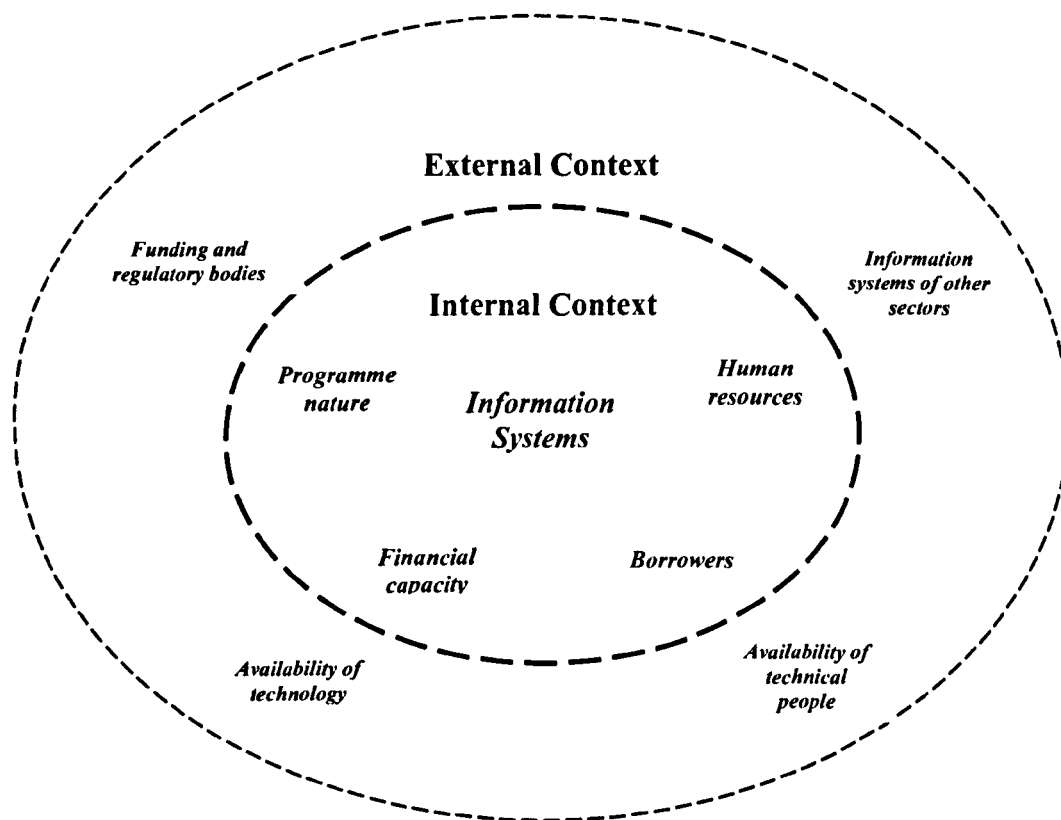 External Context
Funding and
regulatory bodies
Information
systems of other
sectors
Internal Context
Programme
nature
Information
Systems
Human
resources
Financial
capacity
Borrowers
Availability of
technology
Availability of
technical
people